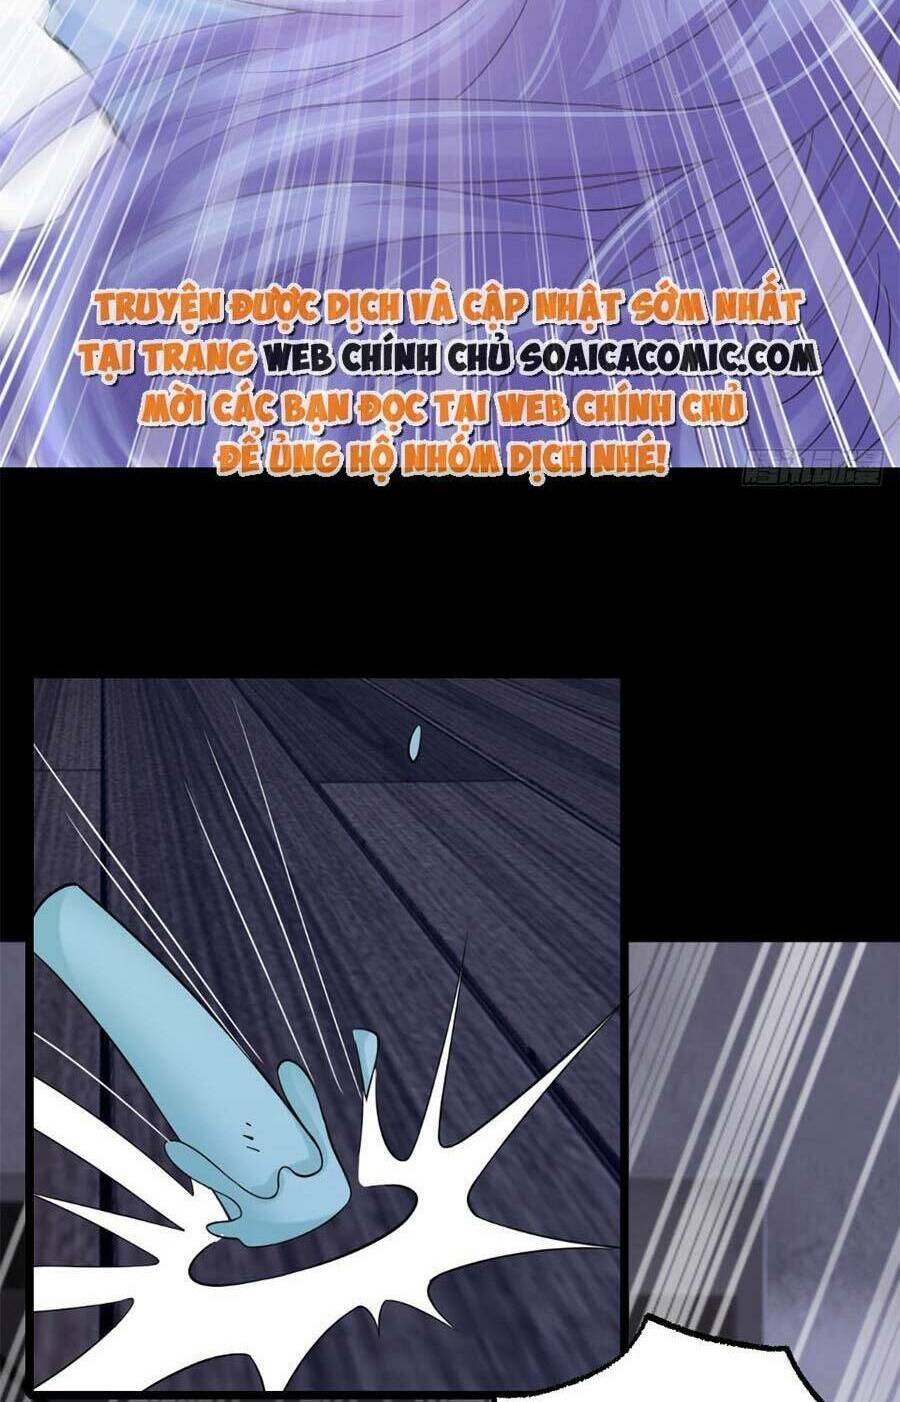 TRUYỆN ĐƯỢC DỊCH VÀ CẬP NHẬT SỚM NHẤT
TẠI TRANG WEB CHÍNH CHỦ SOAICACOMIC.COM
MỜI CÁC BẠN ĐỌC TẠI WEB CHÍNH CHỦ
ĐỂ ỦNG HỘ NHÓM DỊCH NHÉ!